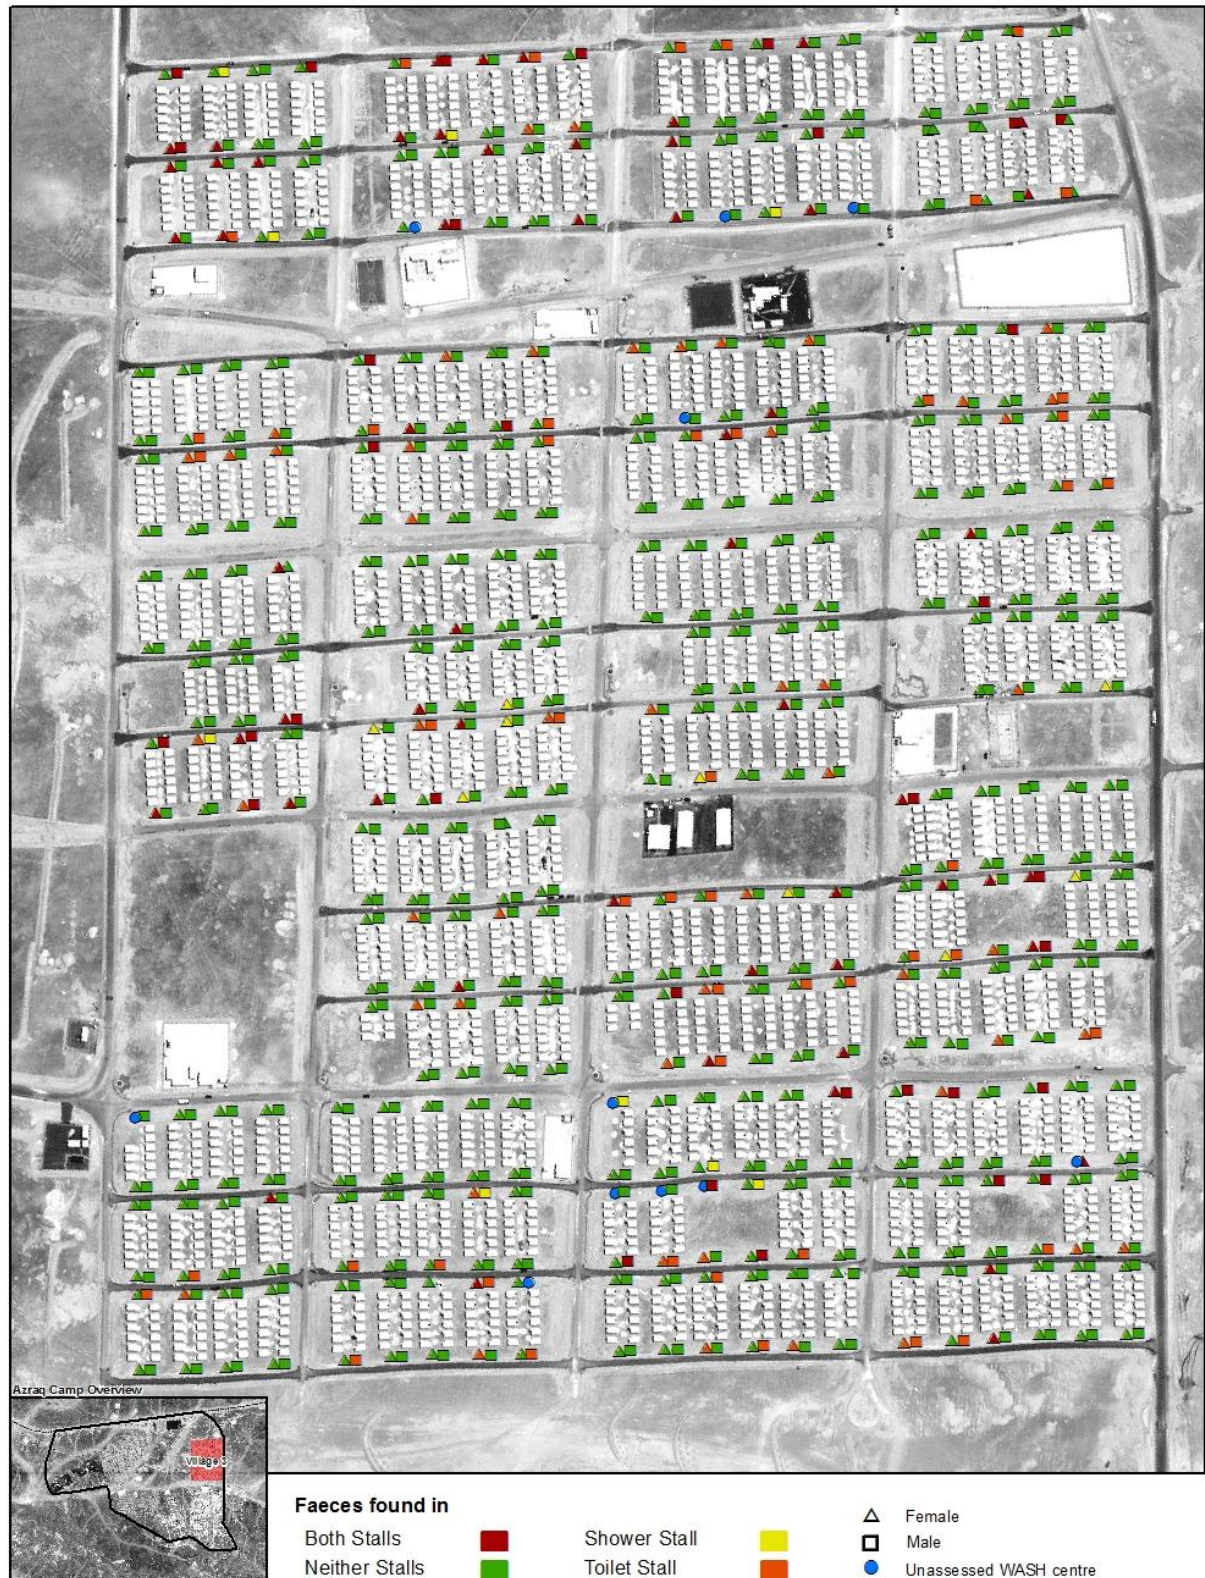 Azraq Camp Overview
Village 3
Faeces found in
Both Stalls
Shower Stall
Female
Male
Neither Stalls
Toilet Stall
Unassessed WASH centre